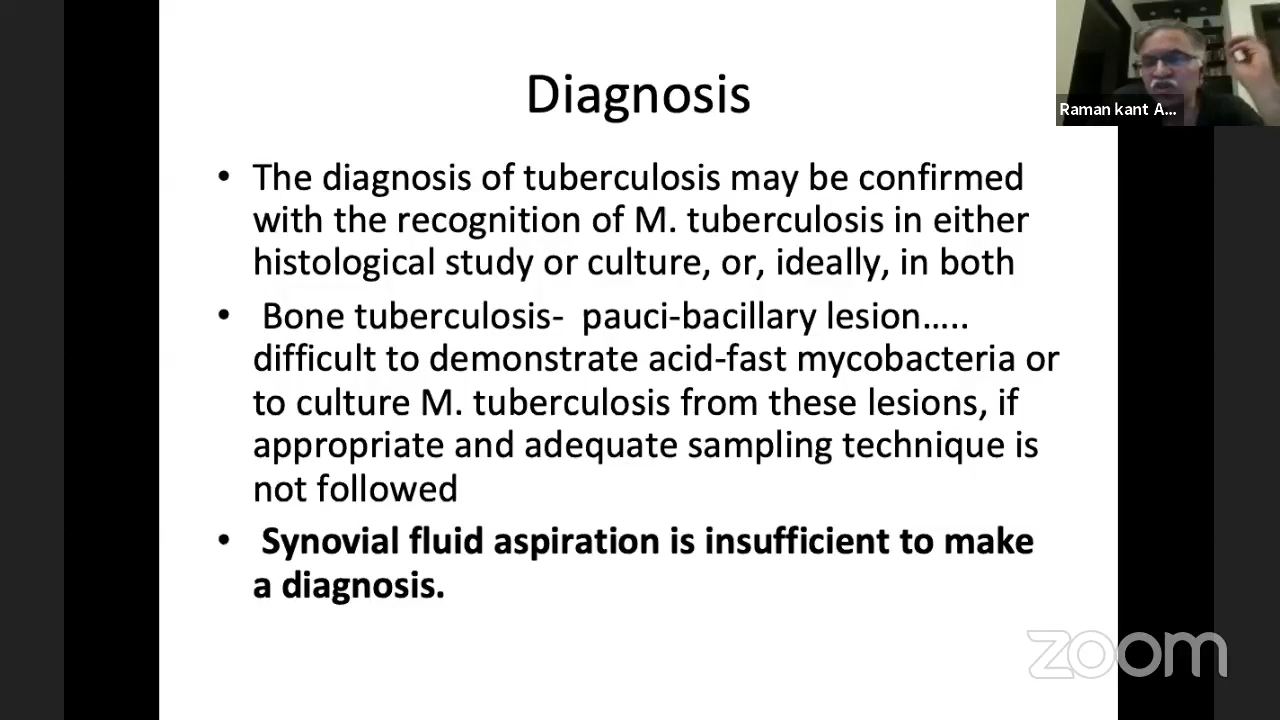 Diagnosis
• The diagnosis of tuberculosis may be confirmed
with the recognition of M. tuberculosis in either
histological study or culture, or, ideally, in both
• Bone tuberculosis- pauci-bacillary lesion…..
difficult to demonstrate acid-fast mycobacteria or
to culture M. tuberculosis from these lesions, if
appropriate and adequate sampling technique is
not followed
• Synovial fluid aspiration is insufficient to make
a diagnosis.
Raman kant A...
zoom